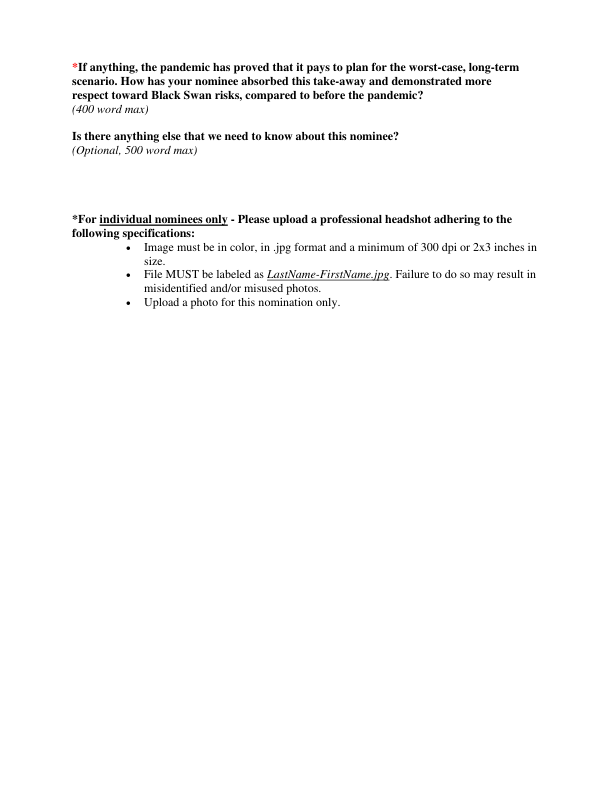 *If anything, the pandemic has proved that it pays to plan for the worst-case, long-term
scenario. How has your nominee absorbed this take-away and demonstrated more
respect toward Black Swan risks, compared to before the pandemic?
(400 word max)
Is there anything else that we need to know about this nominee?
(Optional, 500 word max)
*For individual nominees only - Please upload a professional headshot adhering to the
following specifications:
• Image must be in color, in .jpg format and a minimum of 300 dpi or 2x3 inches in
size.
• File MUST be labeled as LastName-FirstName.jpg. Failure to do so may result in
misidentified and/or misused photos.
• Upload a photo for this nomination only.